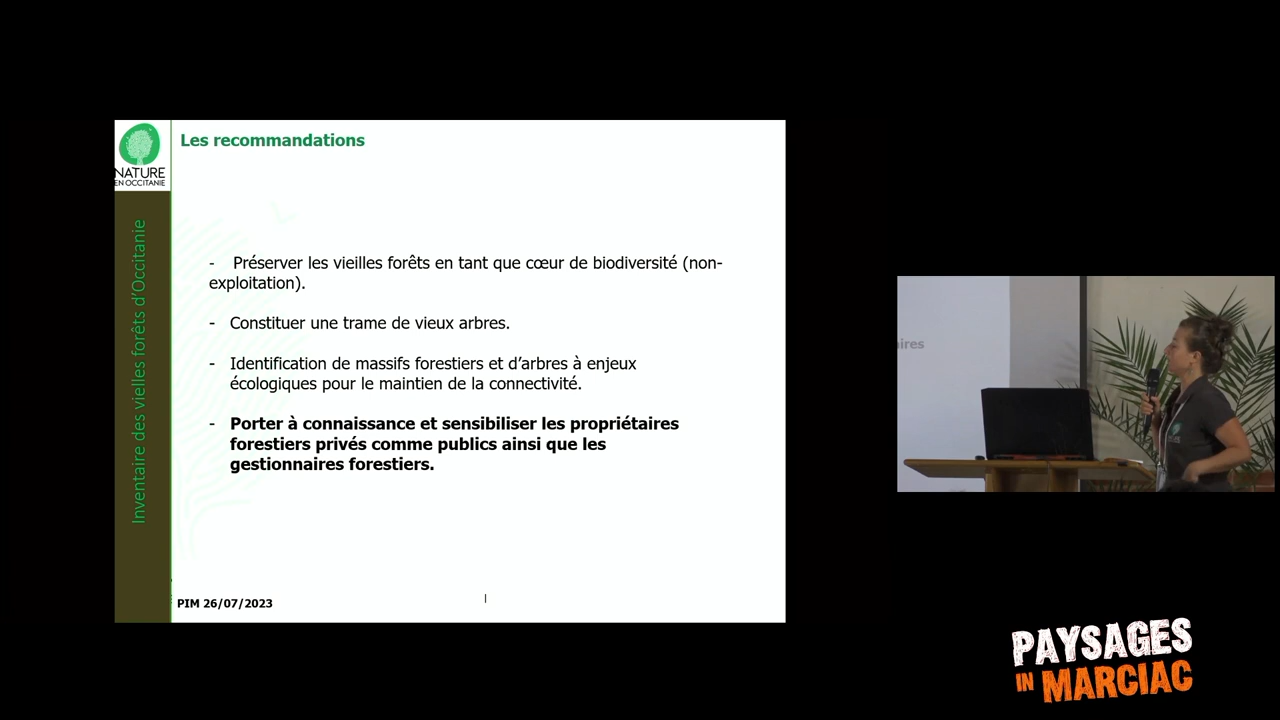 Les recommandations
NATURE
EN OCCITANIE
Inventaire des vielles forêts d'Occitanie
- Préserver les vieilles forêts en tant que cœur de biodiversité (non-
exploitation).
- Constituer une trame de vieux arbres.
- Identification de massifs forestiers et d'arbres à enjeux
écologiques pour le maintien de la connectivité.
- Porter à connaissance et sensibiliser les propriétaires
forestiers privés comme publics ainsi que les
gestionnaires forestiers.
PIM 26/07/2023
aires
PAYSAGES
IN MARCIAC